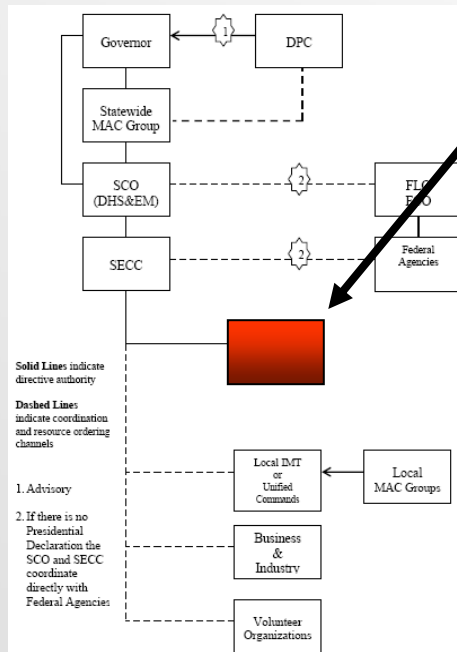 Governor
1
DPC
Statewide
MAC Group
SCO
(DHS&EM)
2
SECC
2
Federal
Agencies
Solid Lines indicate
directive authority
Dashed Lines
indicate coordination
and resource ordering
channels
1. Advisory
2. If there is no
Presidential
Declaration the
SCO and SECC
coordinate
directly with
Federal Agencies
Local IMT
or
Unified
Commands
Local
MAC Groups
Business
&
Industry
Volunteer
Organizations